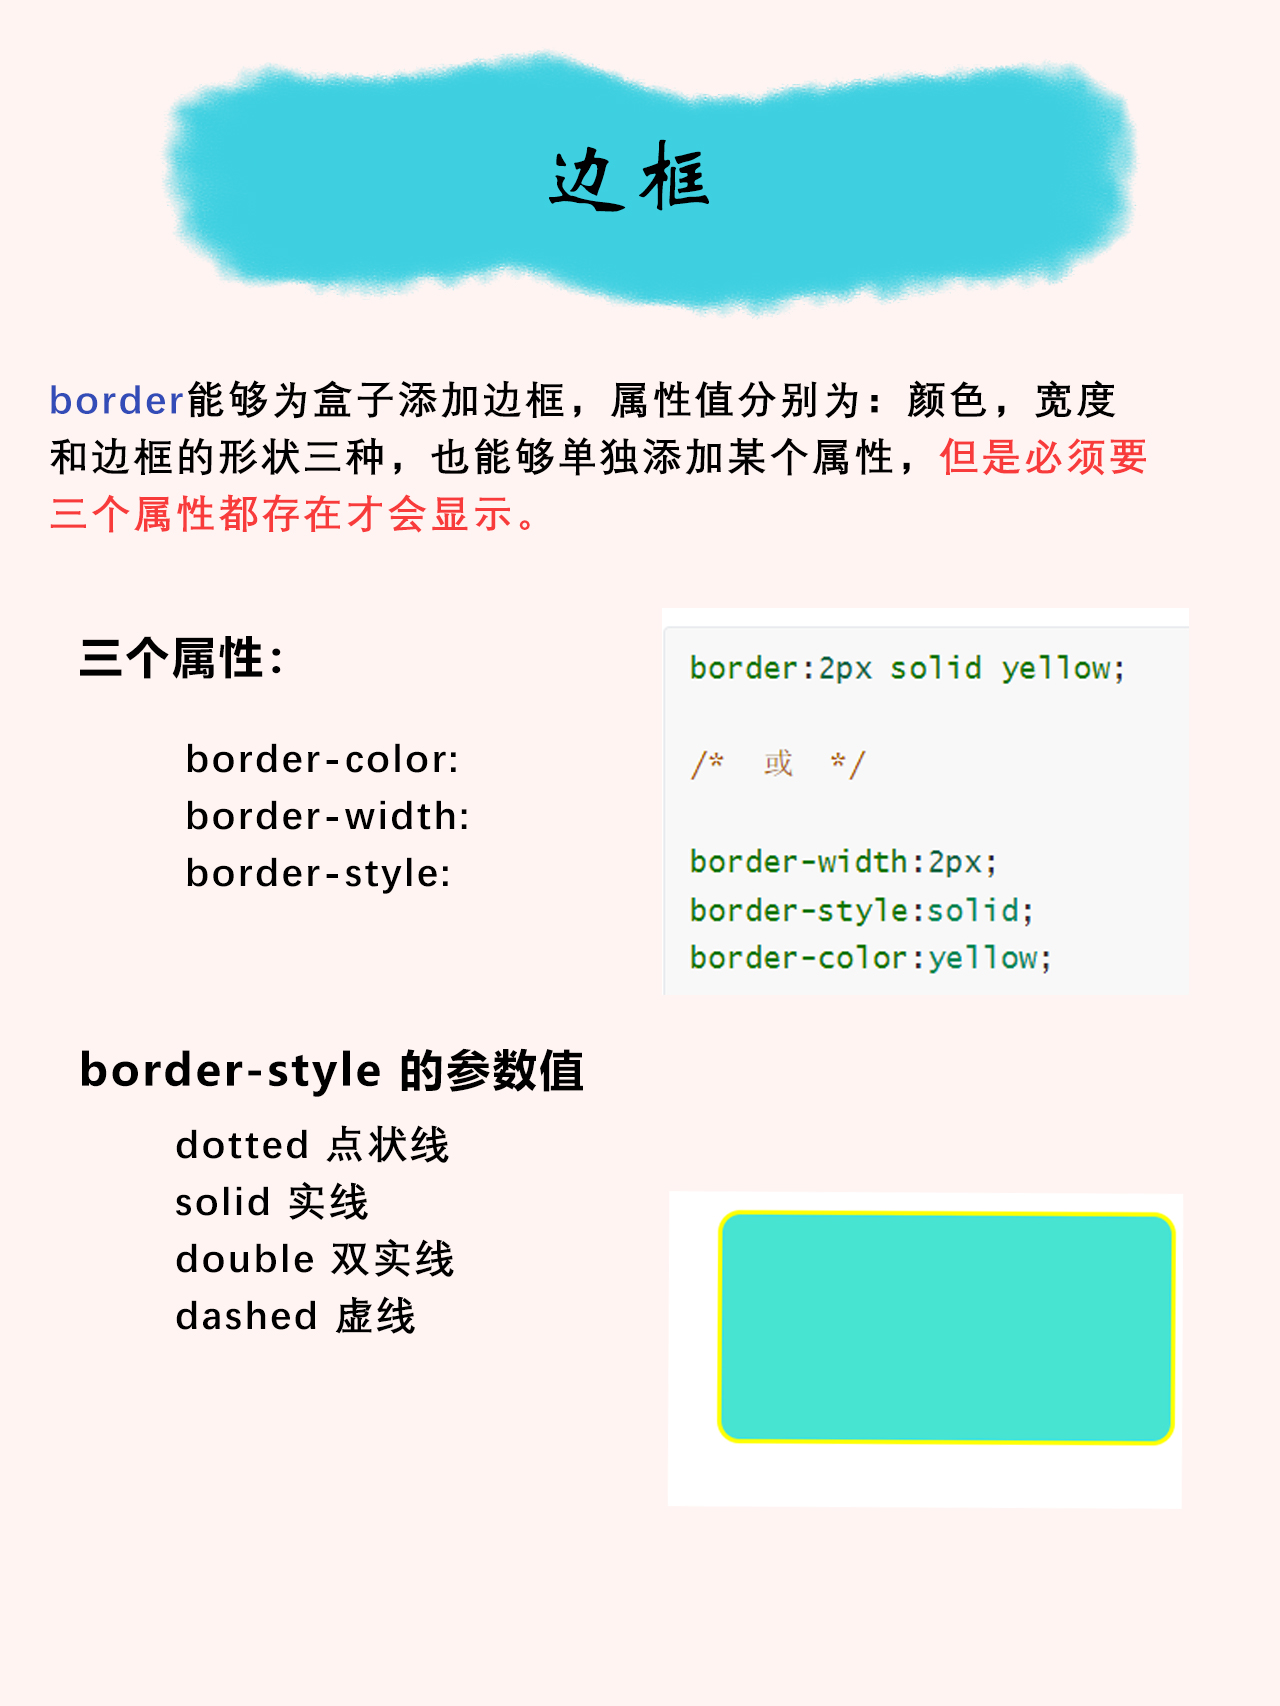 边框
border能够为盒子添加边框，属性值分别为：颜色，宽度
和边框的形状三种，也能够单独添加某个属性，但是必须要
三个属性都存在才会显示。
三个属性：
border-color:
border-width:
border-style:
border:2px solid yellow;
/* 或 */
border-width:2px;
border-style:solid;
border-color:yellow;
border-style 的参数值
dotted 点状线
solid 实线
double 双实线
dashed 虚线